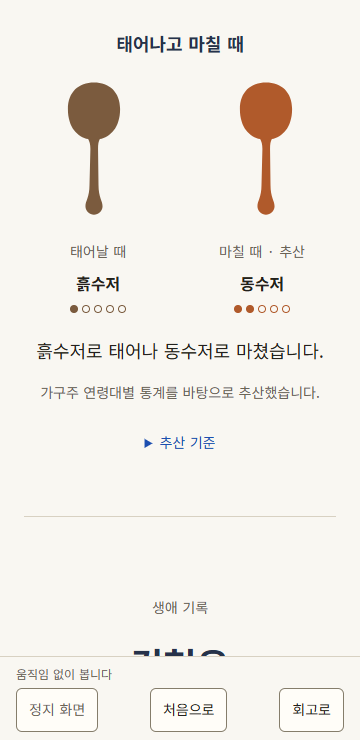 태어나고 마칠 때
태어날 때
마칠 때 · 추산
흙수저
동수저
흙수저로 태어나 동수저로 마쳤습니다.
가구주 연령대별 통계를 바탕으로 추산했습니다.
▶ 추산 기준
생애 기록
움직임 없이 봅니다
정지 화면
처음으로
회고로